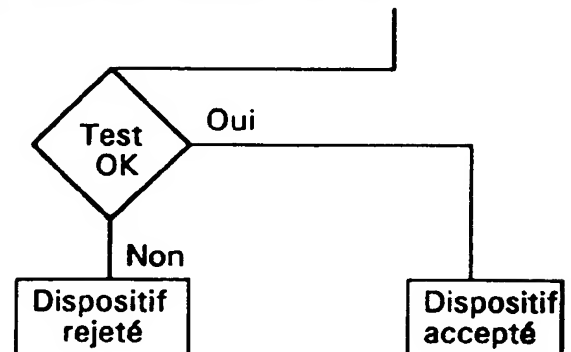 Test
OK
Oui
Non
Dispositif
rejeté
Dispositif
accepté